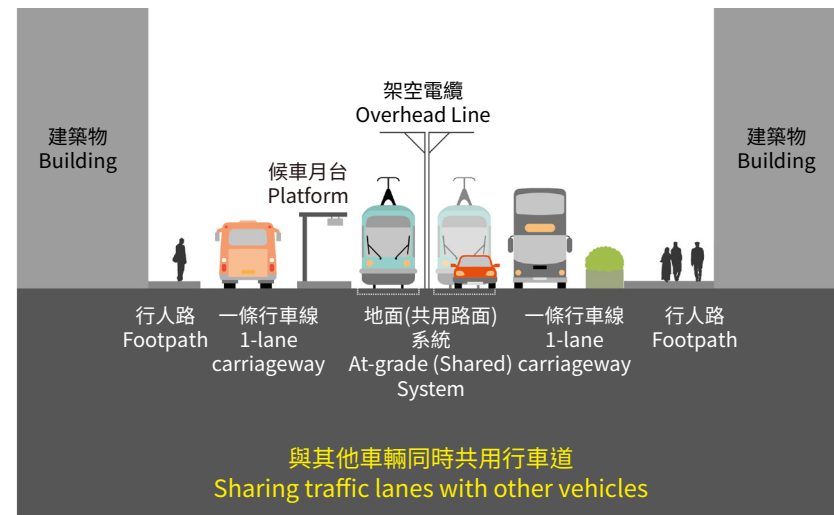 架空電纜
Overhead Line
建築物
Building
候車月台
Platform
建築物
Building
行人路
Footpath
一條行車線
1-lane
carriageway
地面(共用路面)
系統
At-grade (Shared)
System
一條行車線
1-lane
carriageway
行人路
Footpath
與其他車輛同時共用行車道
Sharing traffic lanes with other vehicles